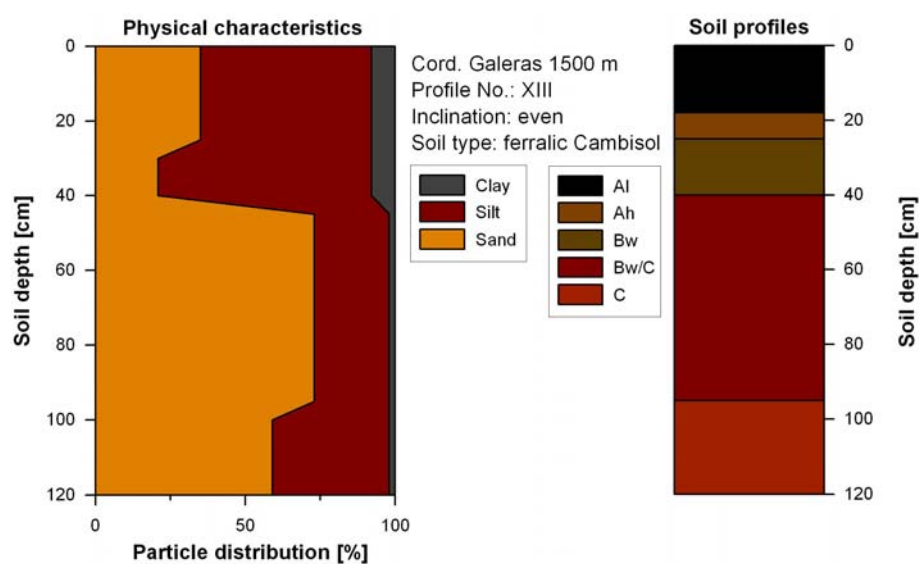 Physical characteristics
0
20
40
60
80
100
120
Soil depth [cm]
0
50
100
Particle distribution [%]
Cord. Galeras 1500 m
Profile No.: XIII
Inclination: even
Soil type: ferralic Cambisol
Clay
Silt
Sand
Al
Ah
Bw
Bw/C
C
Soil profiles
0
20
40
60
80
100
120
Soil depth [cm]